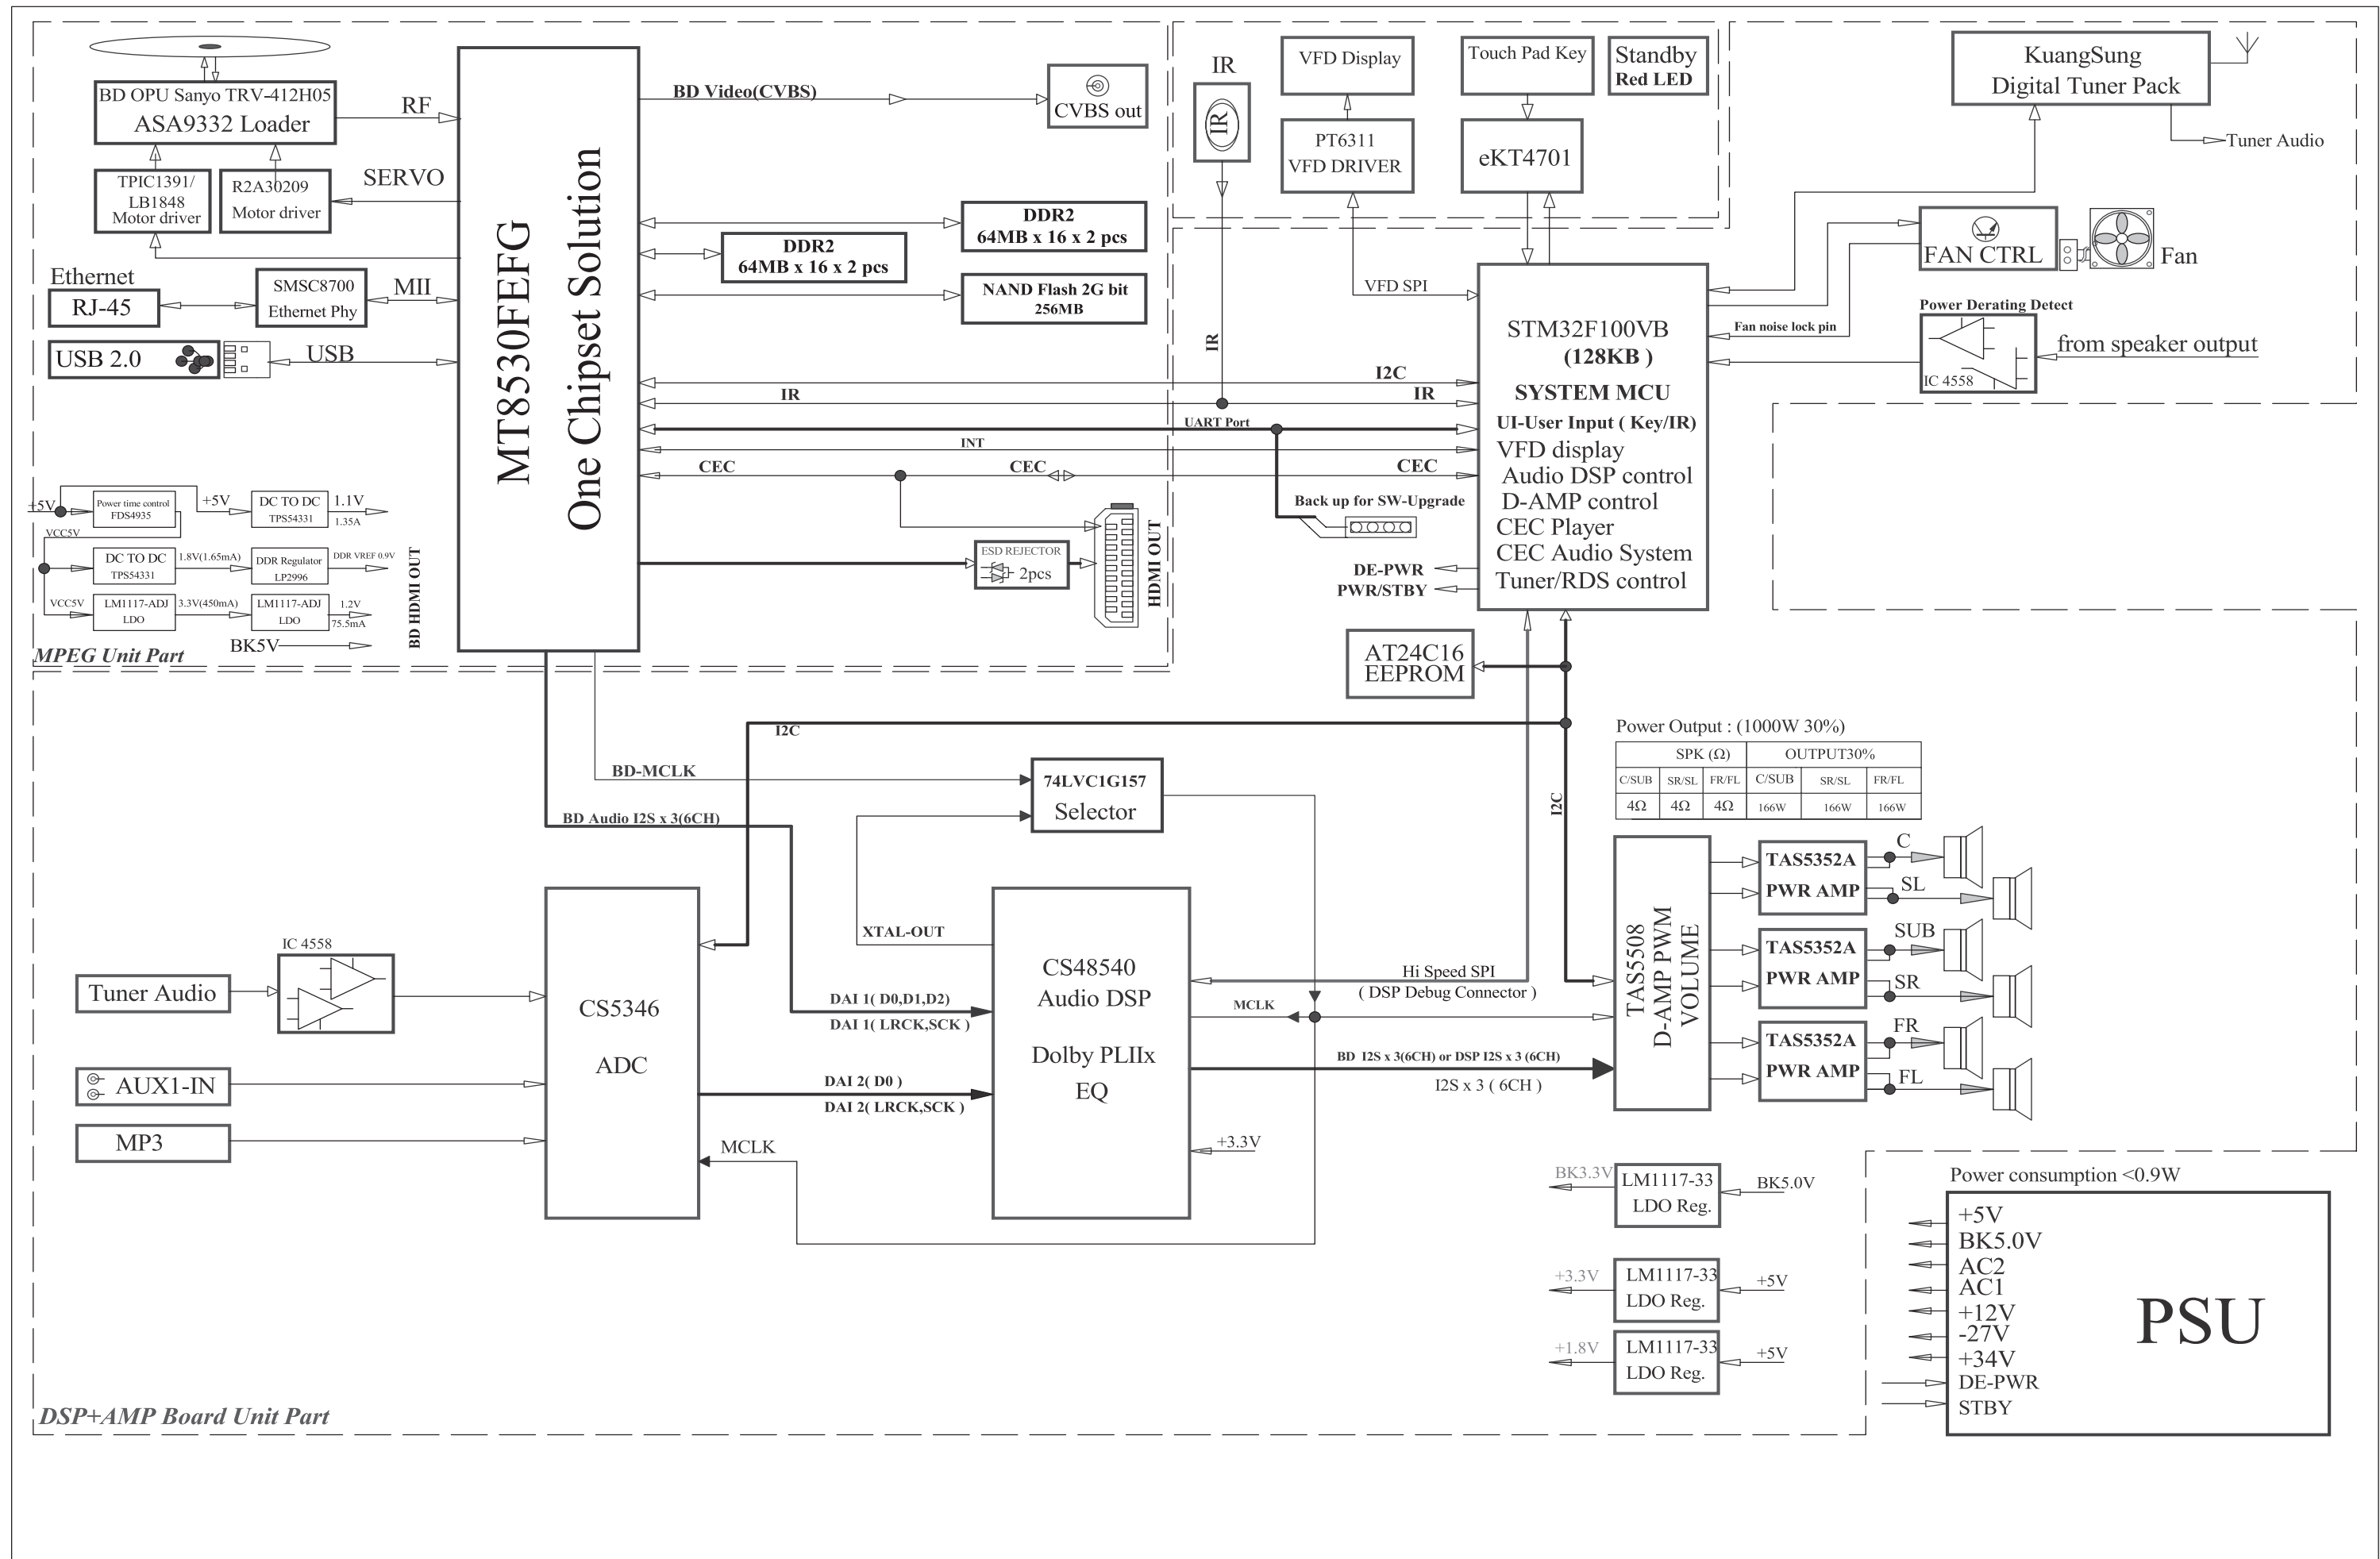 BD OPU Sanyo TRV-412H05
ASA9332 Loader
RF
TPIC1391/
LB1848
Motor driver
R2A30209
Motor driver
SERVO
Ethernet
RJ-45
SMSC8700
Ethernet Phy
MII
USB 2.0
USB
MT8530FEFG
One Chipset Solution
BD Video(CVBS)
CVBS out
DDR2
64MB x 16 x 2 pcs
DDR2
64MB x 16 x 2 pcs
NAND Flash 2G bit
256MB
+5V
Power time control
FDS4935
+5V
DC TO DC
TPS54331
1.1V
1.35A
VCC5V
DC TO DC
TPS54331
1.8V(1.65mA)
DDR Regulator
LP2996
DDR VREF 0.9V
VCC5V
LM1117-ADJ
LDO
3.3V(450mA)
LM1117-ADJ
LDO
1.2V
75.5mA
BK5V
BD HDMI OUT
MPEG Unit Part
IR
IR
IR
VFD Display
PT6311
VFD DRIVER
Touch Pad Key
eKT4701
Standby
Red LED
KuangSung
Digital Tuner Pack
Tuner Audio
FAN CTRL
Fan
Power Derating Detect
IC 4558
from speaker output
Fan noise lock pin
VFD SPI
I2C
IR
IR
UART Port
INT
CEC
CEC
CEC
Back up for SW-Upgrade
ESD REJECTOR
2pcs
HDMI OUT
DE-PWR
PWR/STBY
STM32F100VB
(128KB )
SYSTEM MCU
UI-User Input ( Key/IR)
VFD display
Audio DSP control
D-AMP control
CEC Player
CEC Audio System
Tuner/RDS control
AT24C16
EEPROM
I2C
I2C
BD-MCLK
74LVC1G157
Selector
BD Audio I2S x 3(6CH)
XTAL-OUT
Power Output : (1000W 30%)
SPK (Ω)
OUTPUT30%
C/SUB
SR/SL
FR/FL
C/SUB
SR/SL
FR/FL
4Ω
4Ω
4Ω
166W
166W
166W
Tuner Audio
IC 4558
AUX1-IN
MP3
CS5346
ADC
DAI 1( D0,D1,D2)
DAI 1( LRCK,SCK )
DAI 2( D0 )
DAI 2( LRCK,SCK )
MCLK
CS48540
Audio DSP
Dolby PLIIx
EQ
Hi Speed SPI
( DSP Debug Connector )
MCLK
BD I2S x 3(6CH) or DSP I2S x 3 (6CH)
I2S x 3 ( 6CH )
+3.3V
TAS5508
D-AMP PWM
VOLUME
TAS5352A
PWR AMP
C
SL
TAS5352A
PWR AMP
SUB
SR
TAS5352A
PWR AMP
FR
FL
BK3.3V
LM1117-33
LDO Reg.
BK5.0V
+3.3V
LM1117-33
LDO Reg.
+5V
+1.8V
LM1117-33
LDO Reg.
+5V
Power consumption <0.9W
+5V
BK5.0V
AC2
AC1
+12V
-27V
+34V
DE-PWR
STBY
PSU
DSP+AMP Board Unit Part